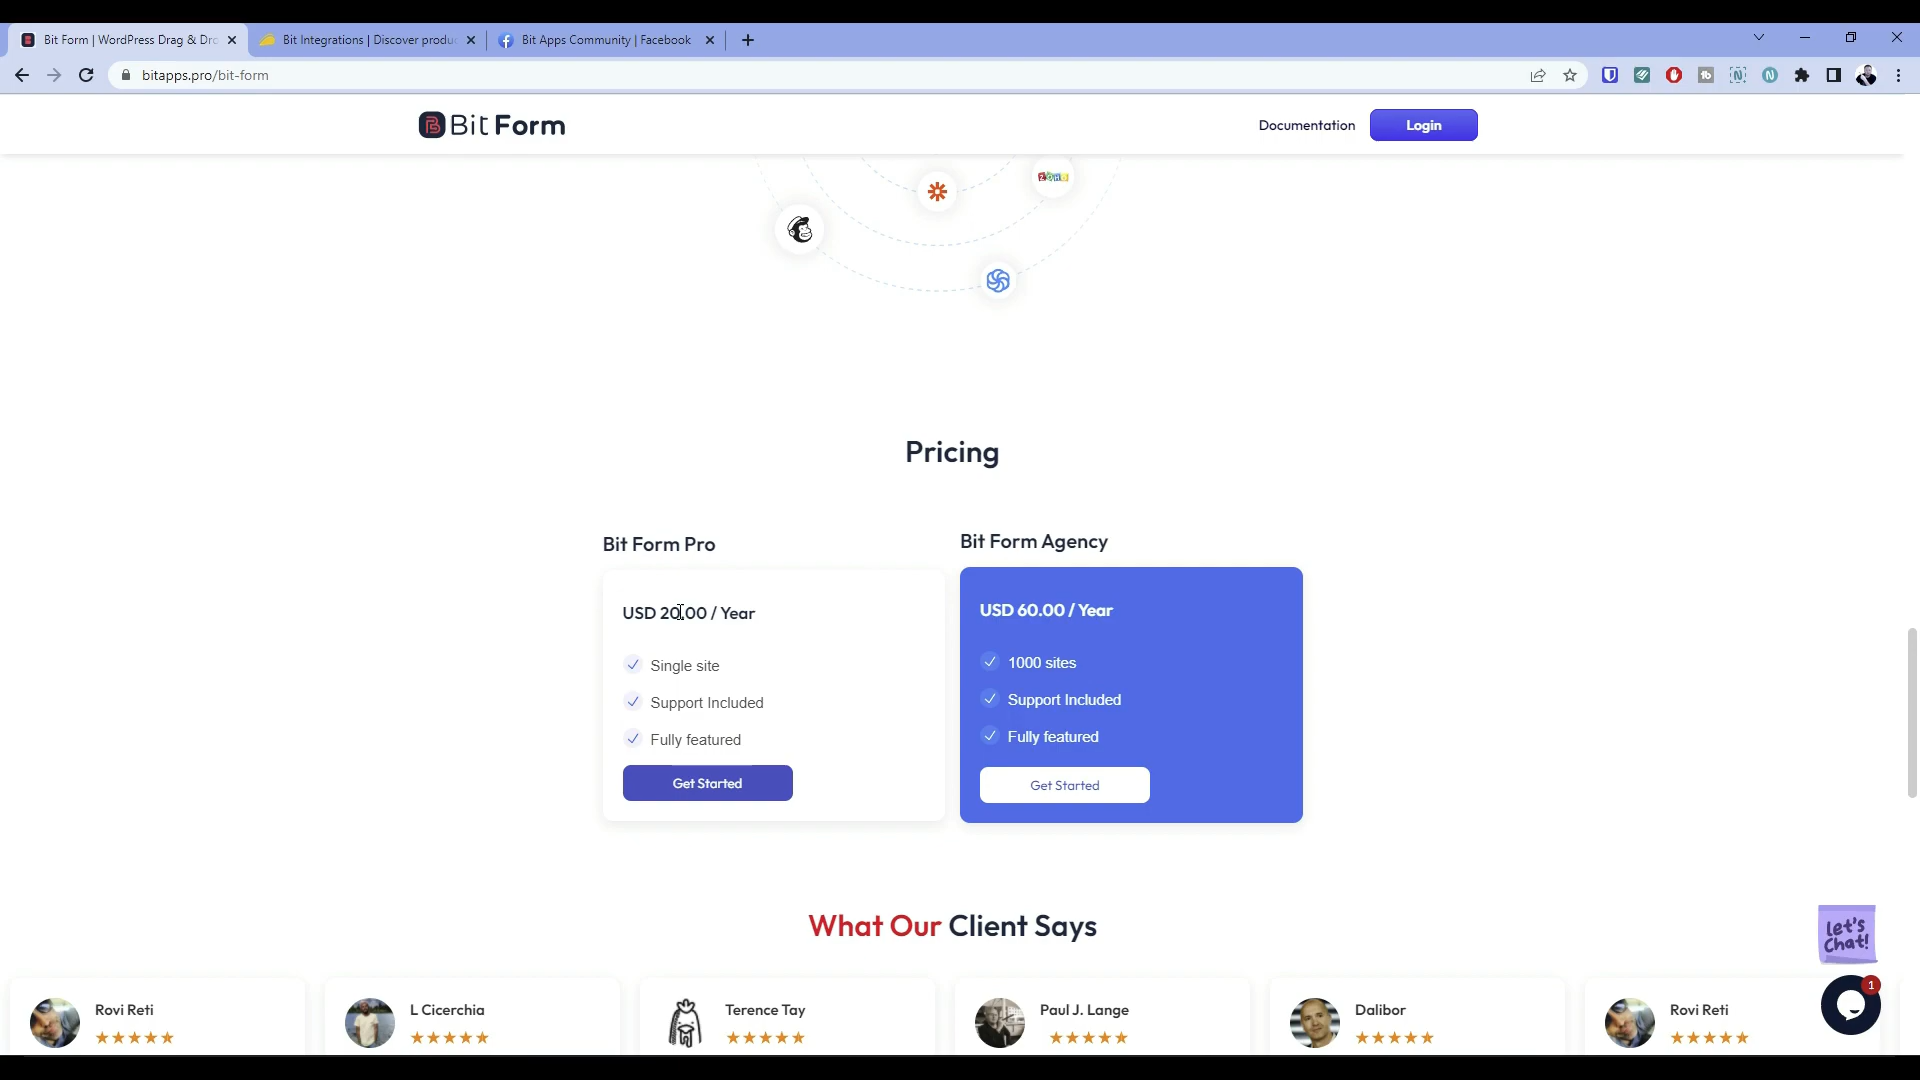 Bit Form | WordPress Drag & Dro
Bit Integrations | Discover produc
Bit Apps Community | Facebook
bitapps.pro/bit-form
Bit Form
Documentation
Login
ZOHO
Pricing
Bit Form Pro
USD 20.00 / Year
Single site
Support Included
Fully featured
Get Started
Bit Form Agency
USD 60.00 / Year
1000 sites
Support Included
Fully featured
Get Started
What Our Client Says
Let's
Chat!
1
Rovi Reti
L Cicerchia
Terence Tay
Paul J. Lange
Dalibor
Rovi Reti